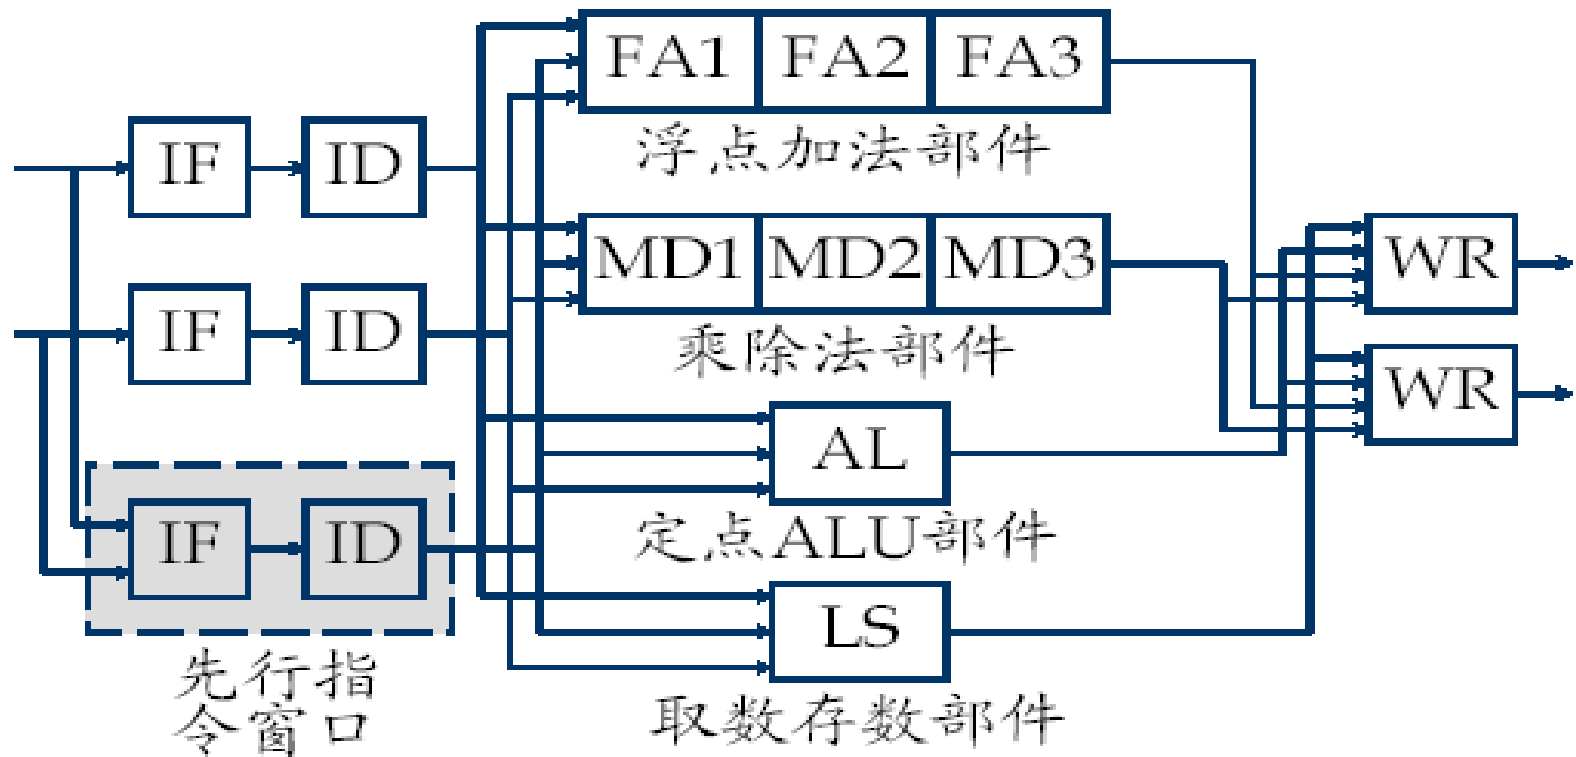 FA1 FA2 FA3
浮点加法部件
IF ID
MD1 MD2 MD3
WR
乘除法部件
IF ID
WR
AL
定点ALU部件
IF ID
LS
先行指
令窗口
取数存数部件